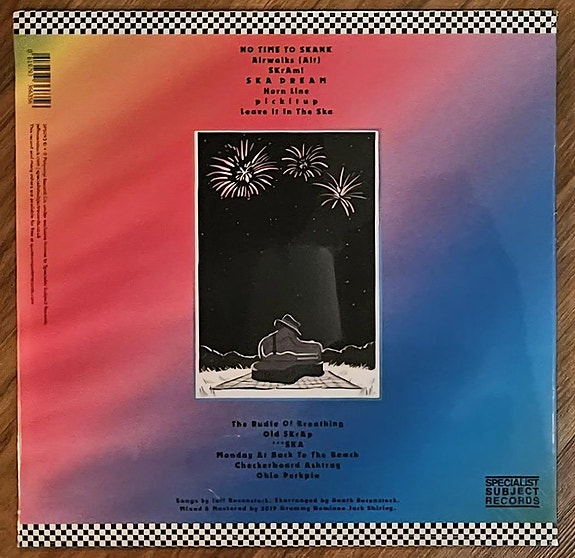 NO TIME TO SKANK
Airwalks (Alt)
SKrAm!
SKA DREAM
Horn Line
pickitup
Leave It In The Ska
The Rudie Of Breathing
Old SKrAp
***SKA
Monday At Back To The Beach
Checkerboard Ashtray
Ohio Porkpie
Songs by Jeff Rosenstock. Skarranged by Death Rosenstock.
Mixed & Mastered by 2019 Grammy Nominee Jack Shirley.
SPECIALIST
SUBJECT
RECORDS